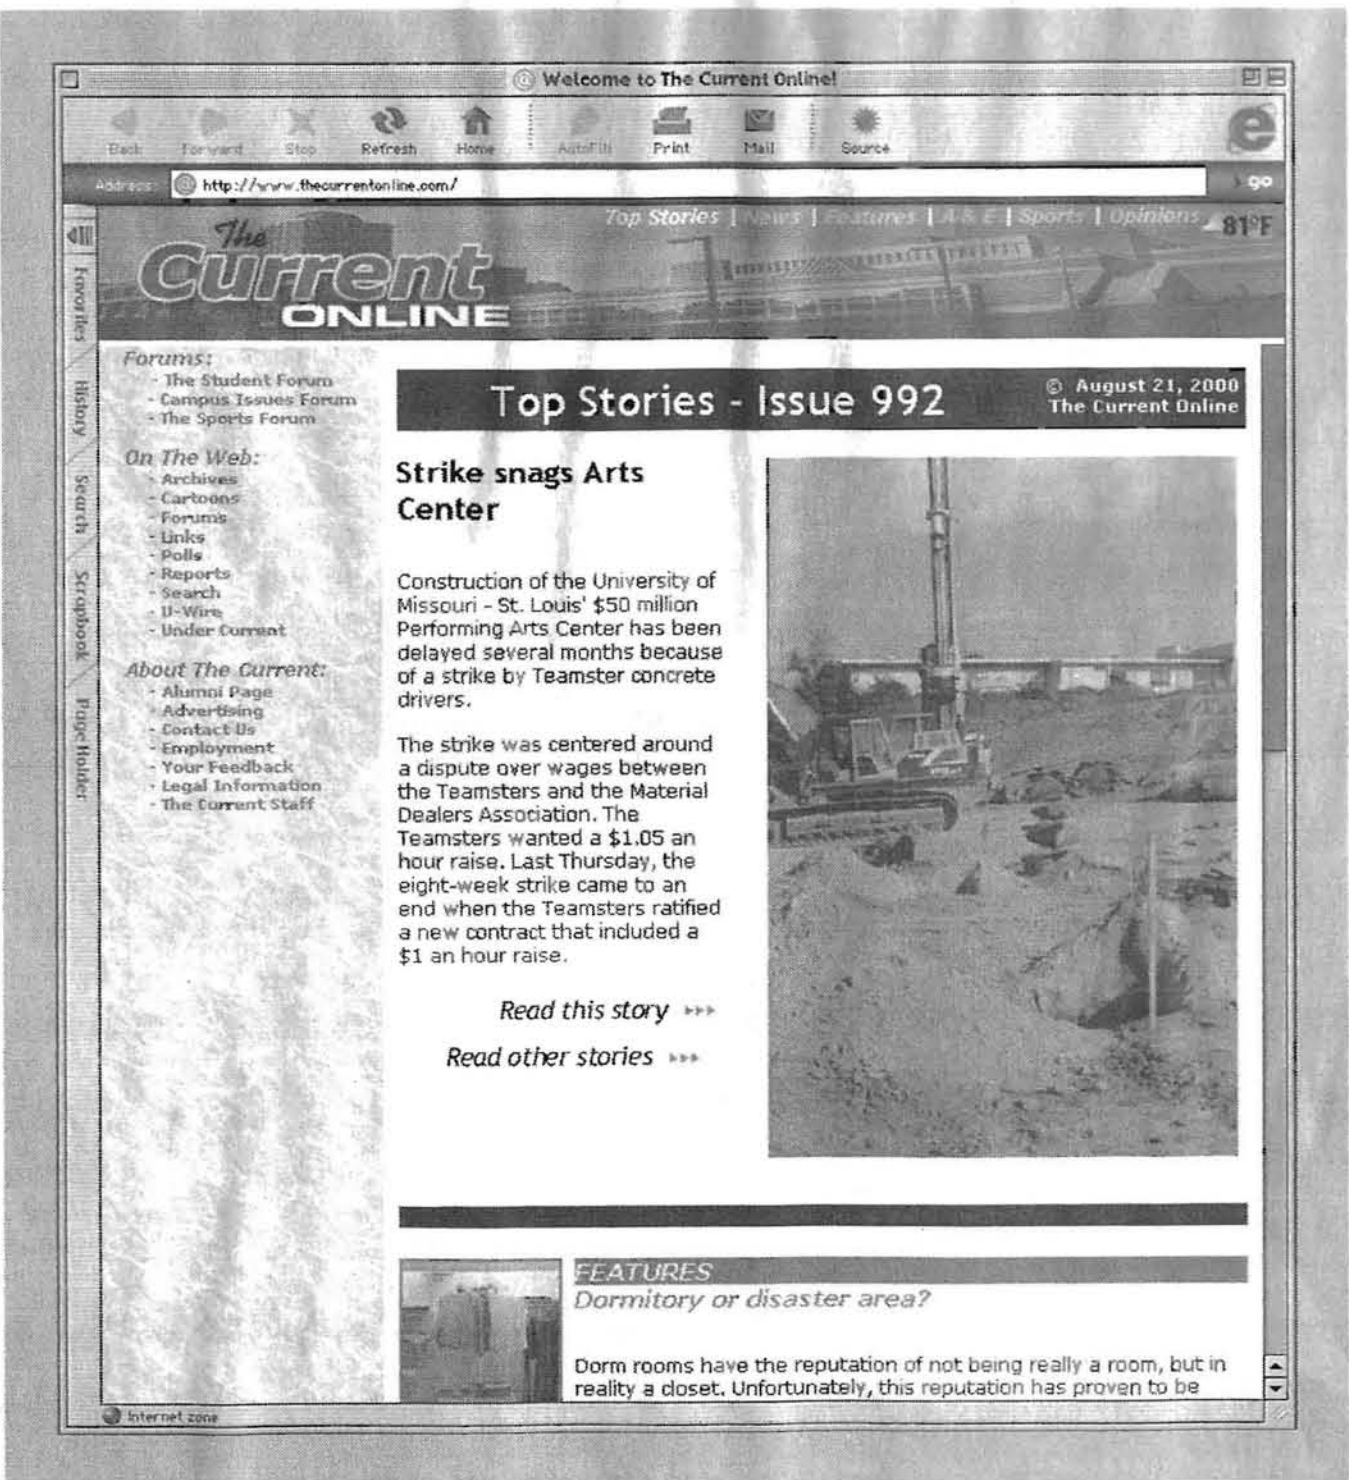 Welcome to The Current Online!
Back Forward Stop Refresh Home AutoFill Print Mail Source
Address: http://www.thecurrentonline.com/ go
Top Stories | News | Features | A & E | Sports | Opinions 81°F
The
Current
ONLINE
Favorites
History
Search
Scrapbook
Page Holder
Forums:
- The Student Forum
- Campus Issues Forum
- The Sports Forum
On The Web:
- Archives
- Cartoons
- Forums
- Links
- Polls
- Reports
- Search
- U-Wire
- Under Current
About The Current:
- Alumni Page
- Advertising
- Contact Us
- Employment
- Your Feedback
- Legal Information
- The Current Staff
Top Stories - Issue 992
© August 21, 2000
The Current Online
Strike snags Arts
Center
Construction of the University of
Missouri - St. Louis' $50 million
Performing Arts Center has been
delayed several months because
of a strike by Teamster concrete
drivers.
The strike was centered around
a dispute over wages between
the Teamsters and the Material
Dealers Association. The
Teamsters wanted a $1.05 an
hour raise. Last Thursday, the
eight-week strike came to an
end when the Teamsters ratified
a new contract that included a
$1 an hour raise.
Read this story
Read other stories
FEATURES
Dormitory or disaster area?
Dorm rooms have the reputation of not being really a room, but in
reality a closet. Unfortunately, this reputation has proven to be
Internet zone